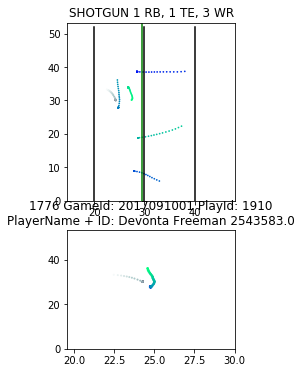 SHOTGUN 1 RB, 1 TE, 3 WR
50
40
30
20
10
0
20 30 40
1776 GameId: 2017091001 PlayId: 1910
PlayerName + ID: Devonta Freeman 2543583.0
40
20
0
20.0 22.5 25.0 27.5 30.0